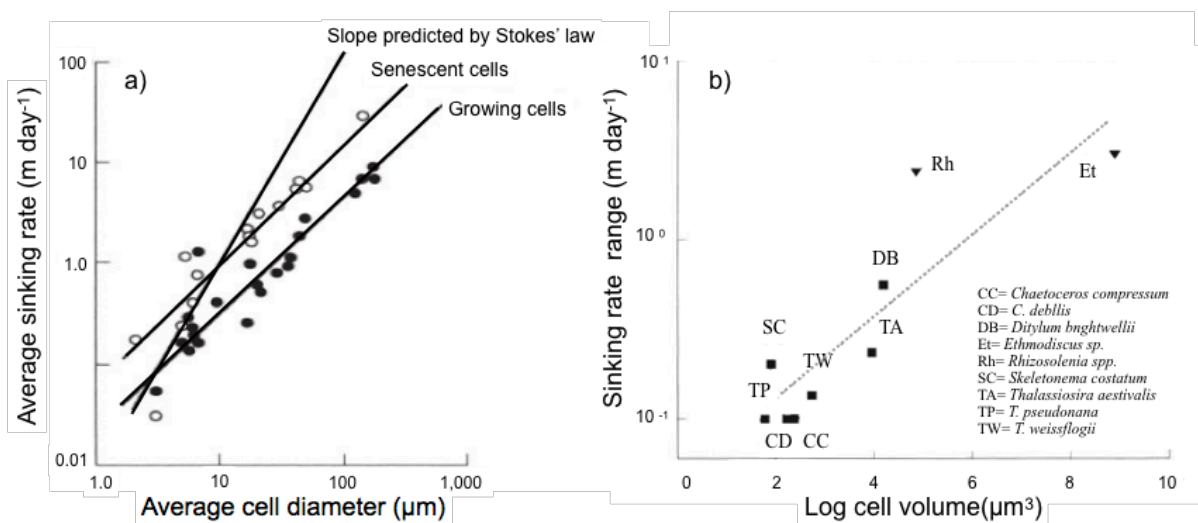 Slope predicted by Stokes' law
Senescent cells
Growing cells
a)
100
10
1.0
0.01
1.0
10
100
1,000
Average sinking rate (m day-1)
Average cell diameter (µm)
b)
10 1
10 0
10 -1
0
2
4
6
8
10
Sinking rate range (m day-1)
Log cell volume(µm3)
Rh
Et
DB
TA
SC
TW
TP
CD
CC
CC= Chaetoceros compressum
CD= C. debllis
DB= Ditylum bnghtwellii
Et= Ethmodiscus sp.
Rh= Rhizosolenia spp.
SC= Skeletonema costatum
TA= Thalassiosira aestivalis
TP= T. pseudonana
TW= T. weissflogii